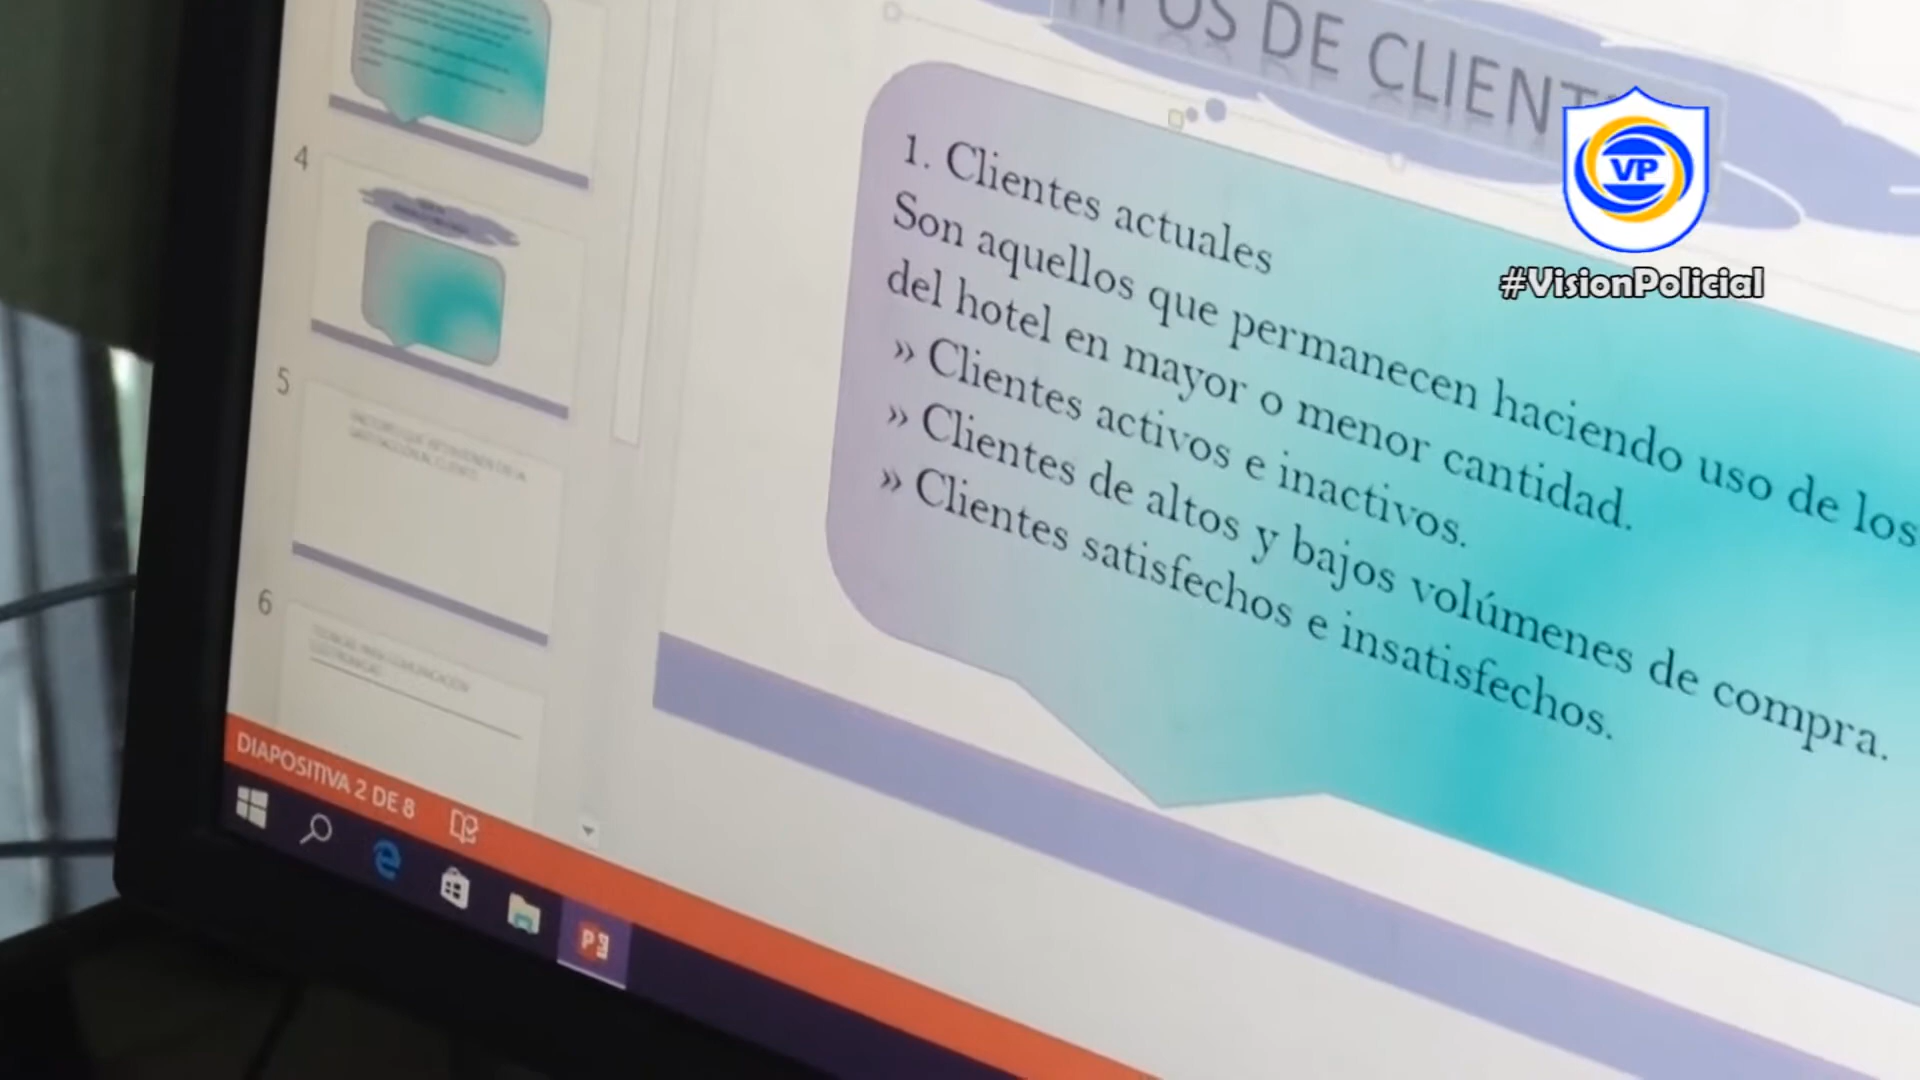 TIPOS DE CLIENT
1. Clientes actuales
Son aquellos que permanecen haciendo uso de los
del hotel en mayor o menor cantidad.
» Clientes activos e inactivos.
» Clientes de altos y bajos volúmenes de compra.
» Clientes satisfechos e insatisfechos.
VP
#VisionPolicial
4
5
6
DIAPOSITIVA 2 DE 8